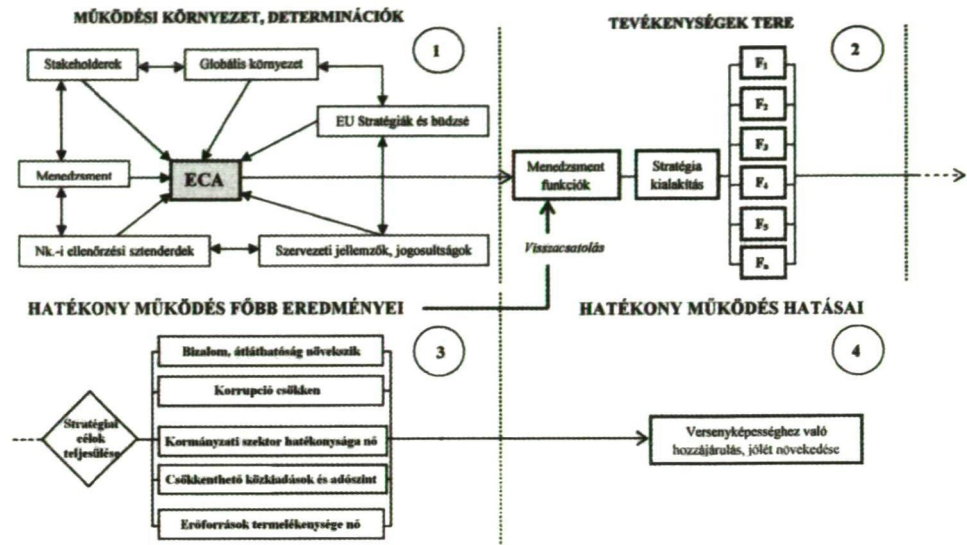 MŰKÖDÉSI KÖRNYEZET, DETERMINÁCIÓK
1
Stakeholderek
Globális környezet
EU Stratégiák és büdzsé
Menedzsment
ECA
Nk.-i ellenőrzési sztenderdek
Szervezeti jellemzők, jogosultságok
TEVÉKENYSÉGEK TERE
2
Menedzsment
funkciók
Stratégia
kialakítás
F1
F2
F3
F4
F5
Fn
Visszacsatolás
HATÉKONY MŰKÖDÉS FŐBB EREDMÉNYEI
3
Stratégiai
célok
teljesülése
Bizalom, átláthatóság növekszik
Korrupció csökken
Kormányzati szektor hatékonysága nő
Csökkenthető közkiadások és adószint
Erőforrások termelékenysége nő
HATÉKONY MŰKÖDÉS HATÁSAI
4
Versenyképességhez való
hozzájárulás, jólét növekedése